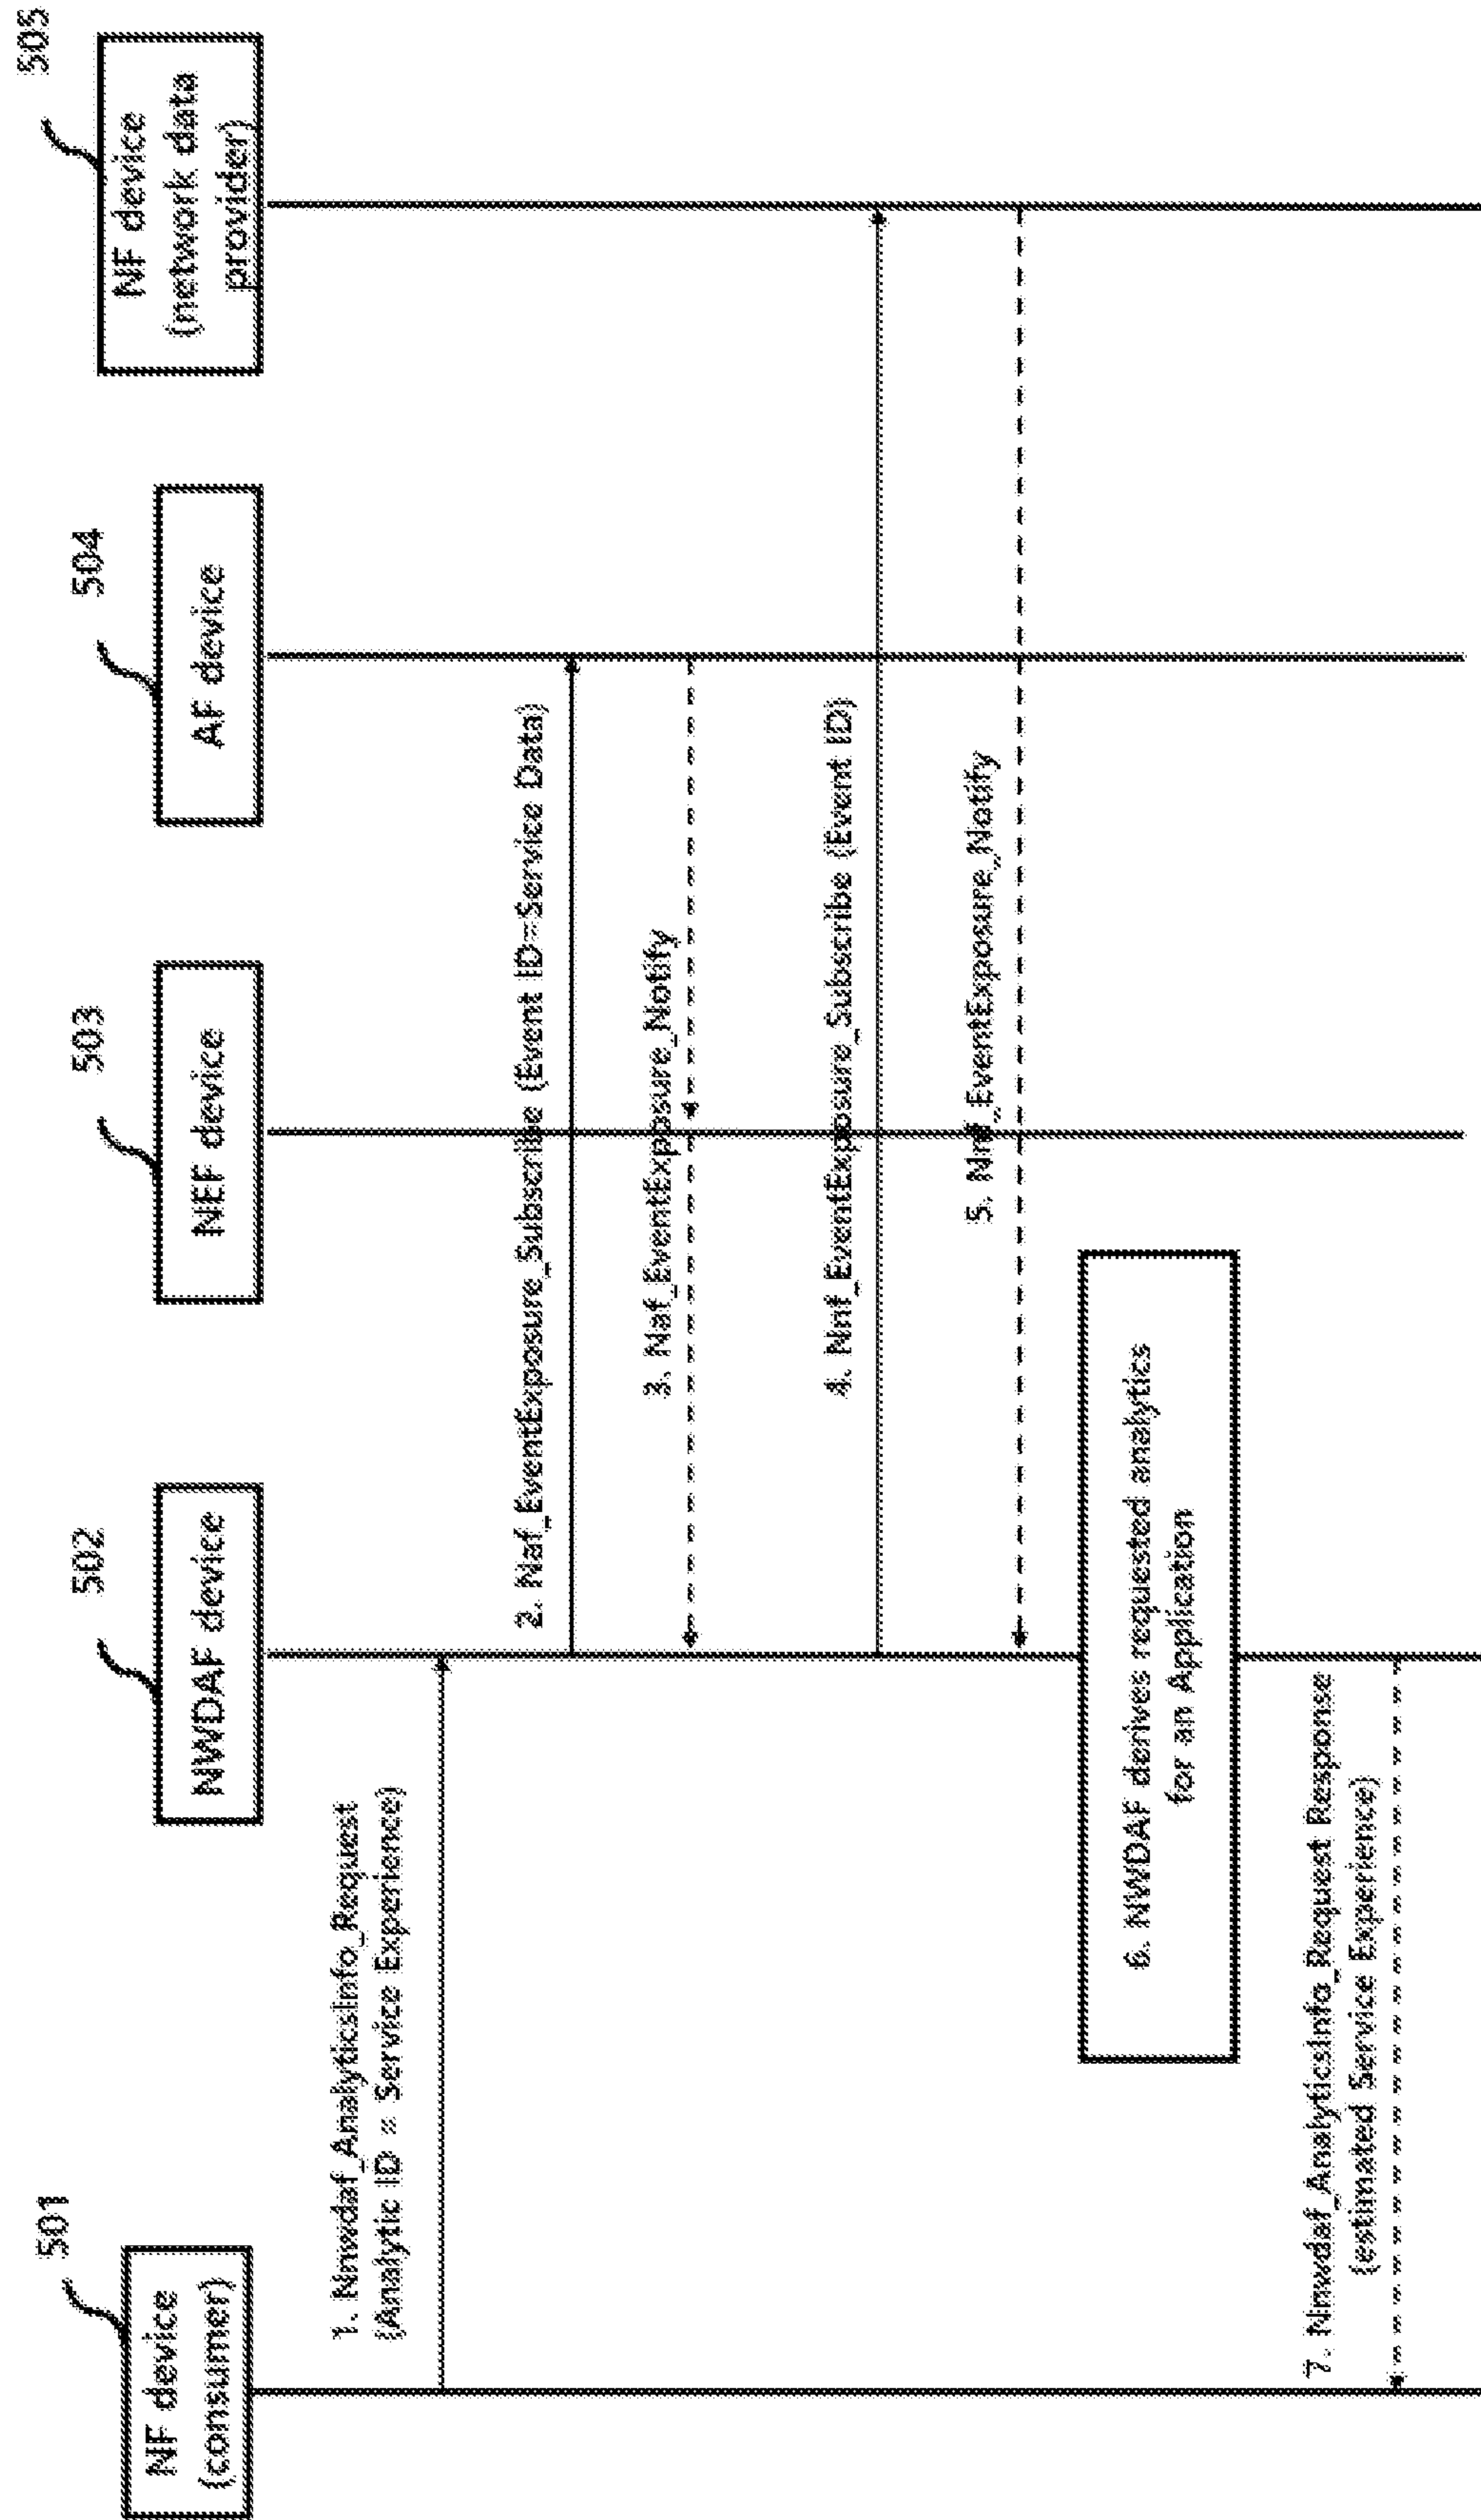 501
NF device
(consumer)
502
NWDAF device
503
NEF device
504
AF device
505
NF device
(network data
provider)
1. Nnwdaf_AnalyticsInfo_Request
(Analytic ID = Service Experience)
2. Naf_EventExposure_Subscribe (Event ID=Service Data)
3. Naf_EventExposure_Notify
4. Nnf_EventExposure_Subscribe (Event ID)
5. Nnf_EventExposure_Notify
6. NWDAF derives requested analytics
for an Application
7. Nnwdaf_AnalyticsInfo_Request Response
(estimated Service Experience)